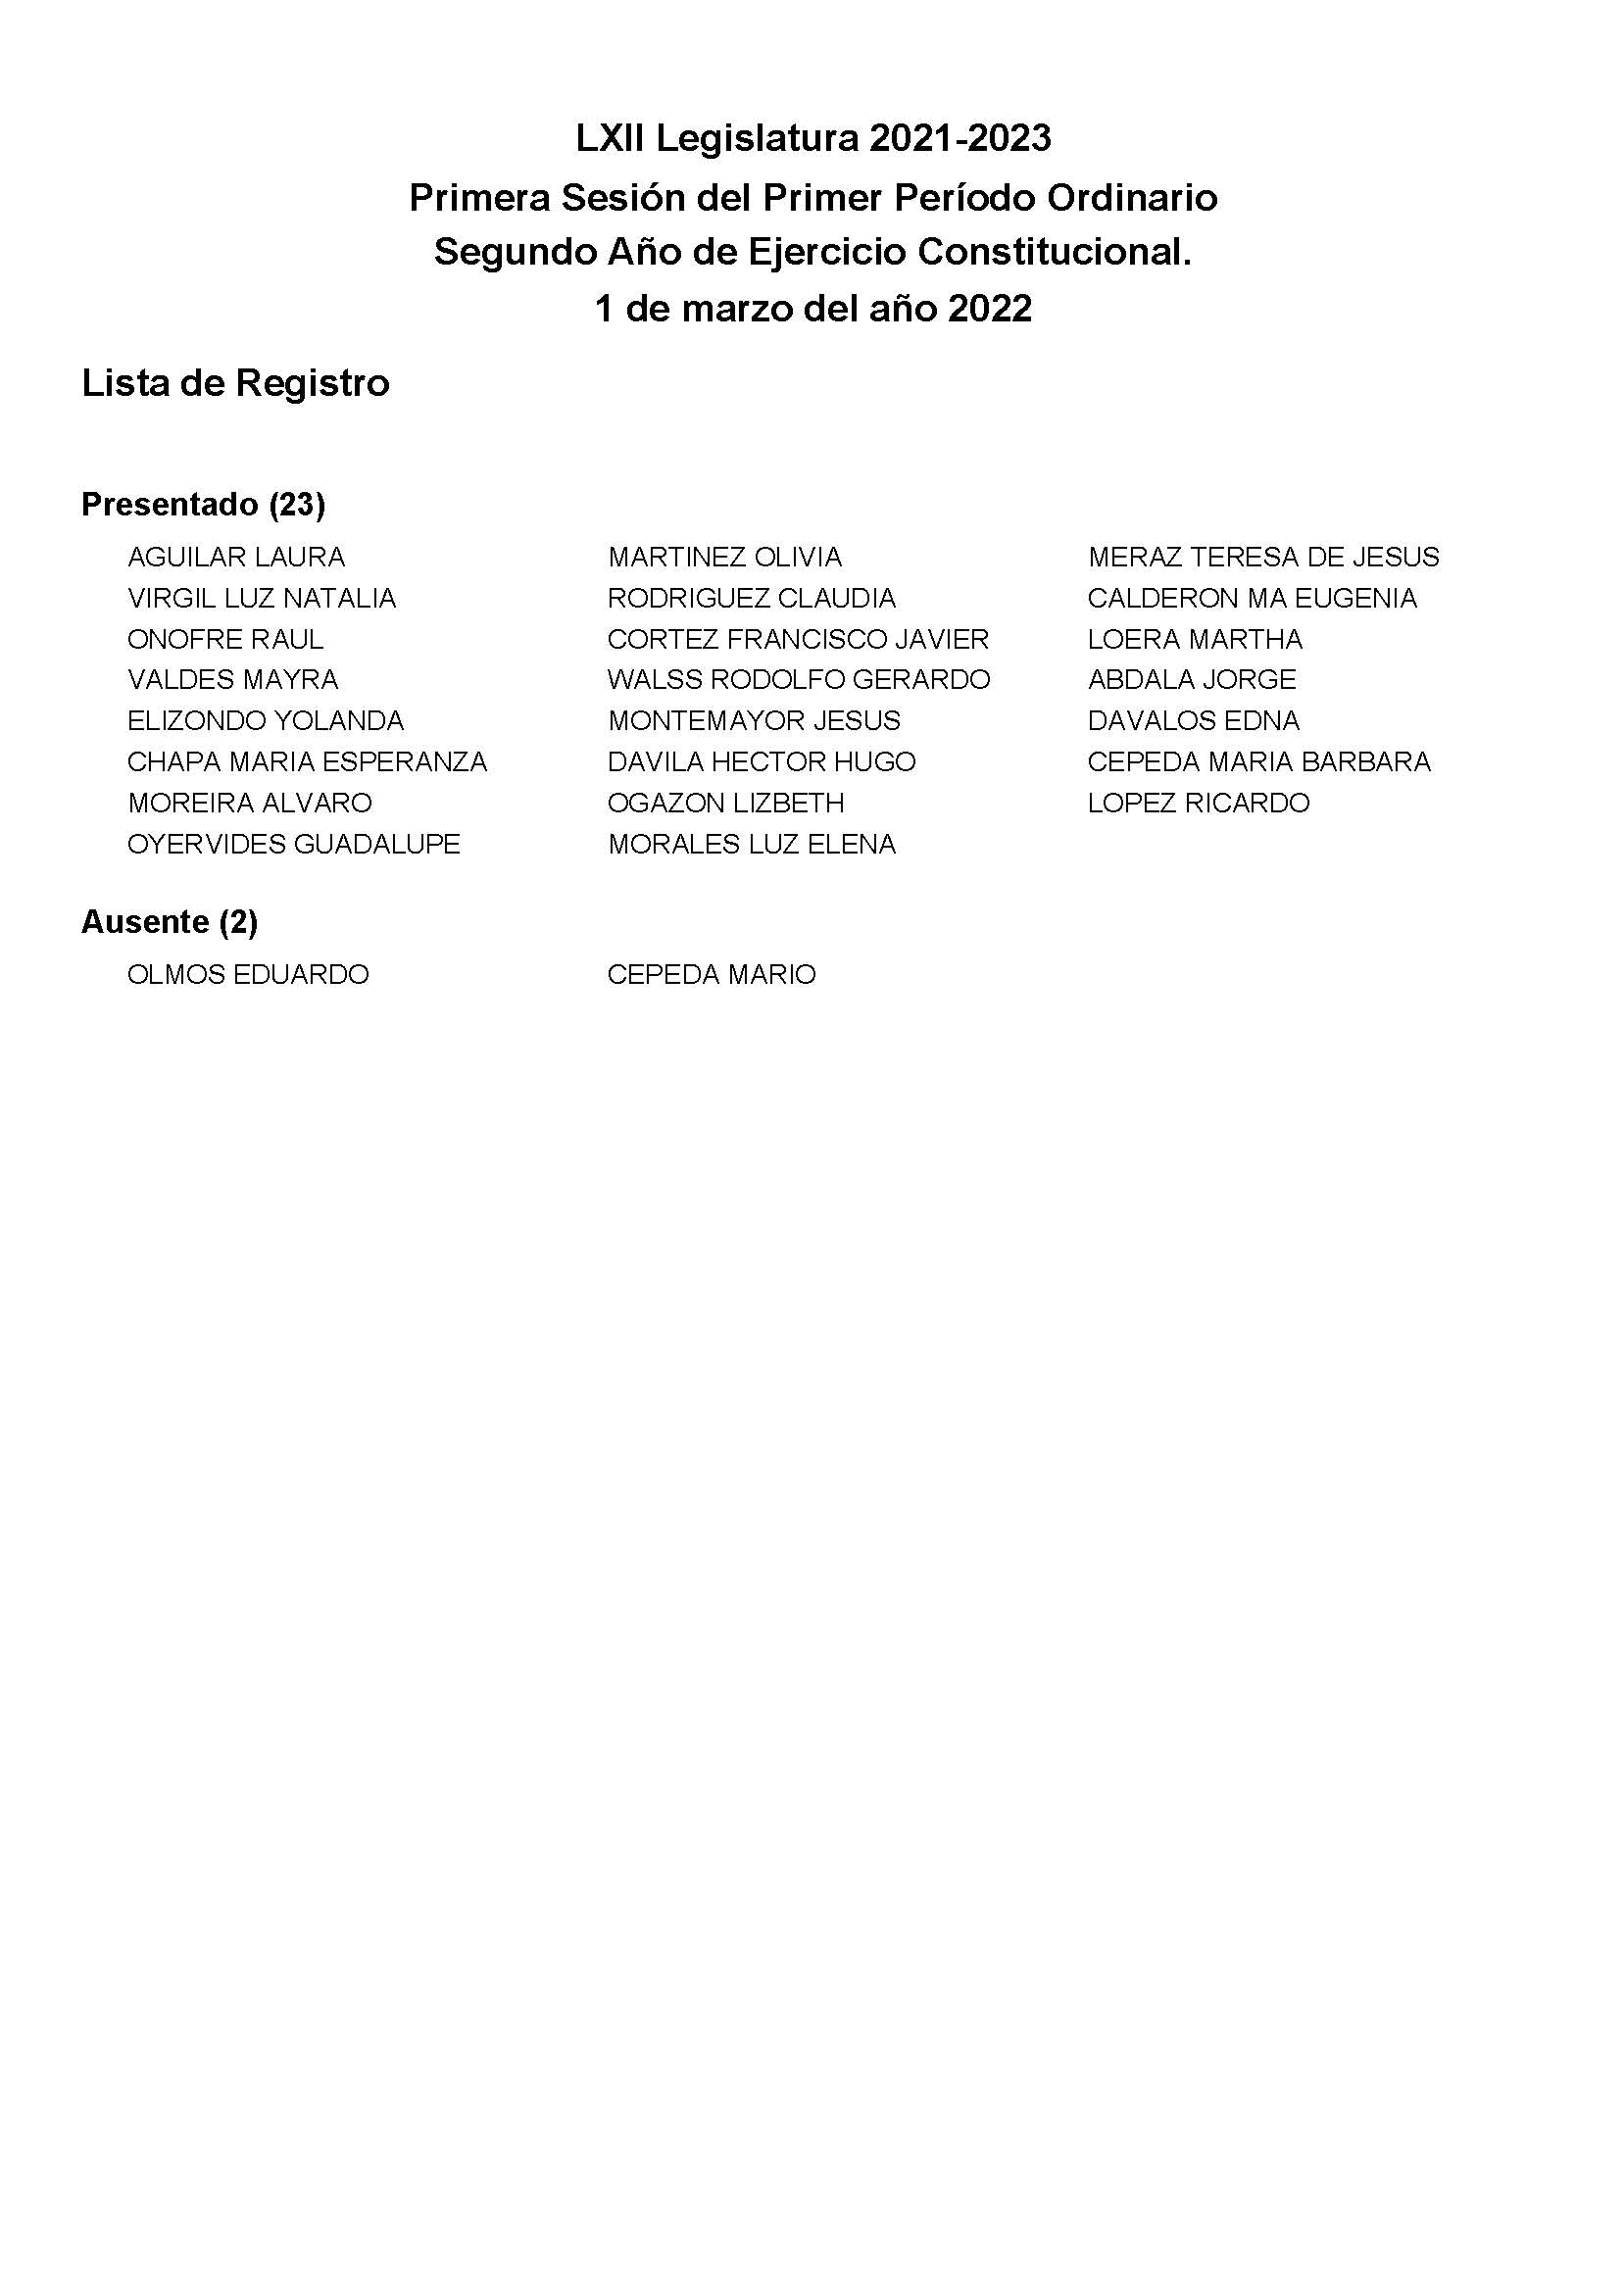 LXII Legislatura 2021-2023
Primera Sesión del Primer Período Ordinario
Segundo Año de Ejercicio Constitucional.
1 de marzo del año 2022
Lista de Registro
Presentado (23)
AGUILAR LAURA MARTINEZ OLIVIA MERAZ TERESA DE JESUS
VIRGIL LUZ NATALIA RODRIGUEZ CLAUDIA CALDERON MA EUGENIA
ONOFRE RAUL CORTEZ FRANCISCO JAVIER LOERA MARTHA
VALDES MAYRA WALSS RODOLFO GERARDO ABDALA JORGE
ELIZONDO YOLANDA MONTEMAYOR JESUS DAVALOS EDNA
CHAPA MARIA ESPERANZA DAVILA HECTOR HUGO CEPEDA MARIA BARBARA
MOREIRA ALVARO OGAZON LIZBETH LOPEZ RICARDO
OYERVIDES GUADALUPE MORALES LUZ ELENA
Ausente (2)
OLMOS EDUARDO CEPEDA MARIO